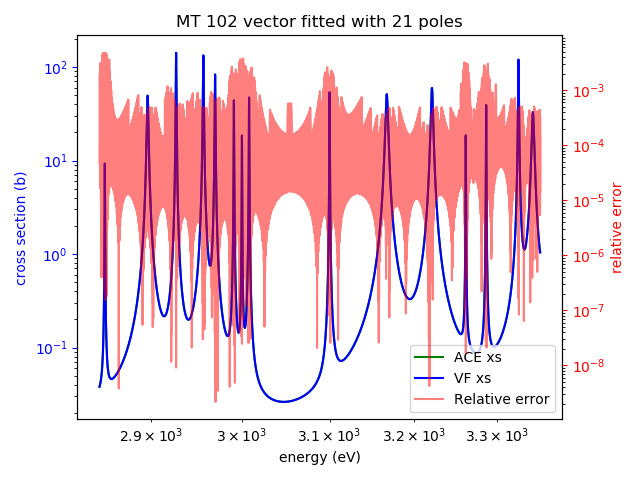 MT 102 vector fitted with 21 poles
cross section (b)
10²
10¹
10⁰
10⁻¹
10⁻³
10⁻⁴
10⁻⁵
10⁻⁶
10⁻⁷
10⁻⁸
relative error
ACE xs
VF xs
Relative error
2.9 × 10³ 3 × 10³ 3.1 × 10³ 3.2 × 10³ 3.3 × 10³
energy (eV)